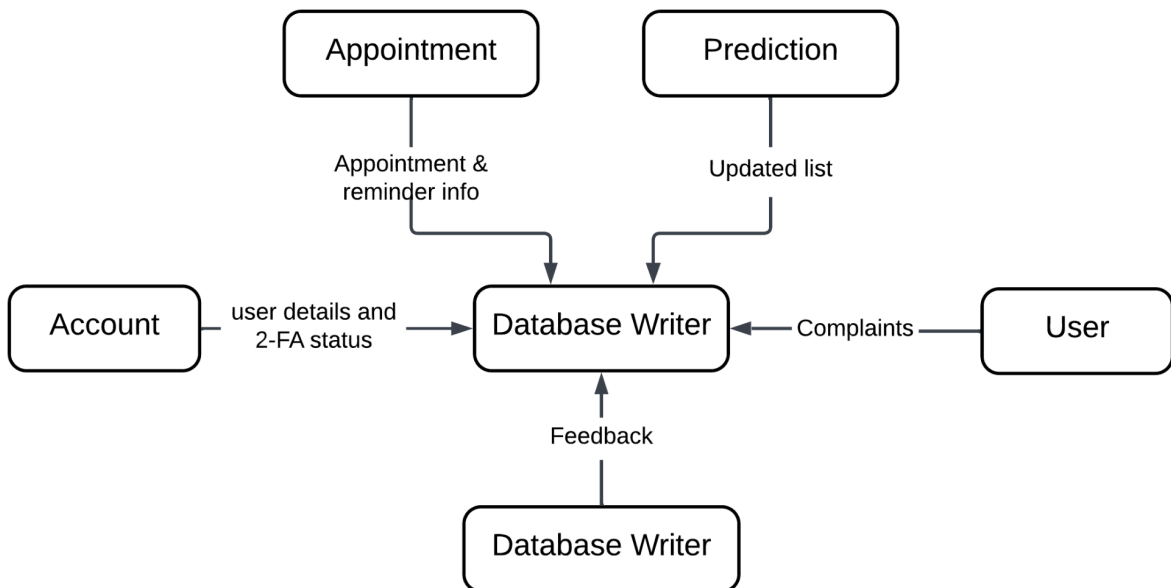 Appointment
Prediction
Appointment &
reminder info
Updated list
Account
user details and
2-FA status
Database Writer
Complaints
User
Feedback
Database Writer